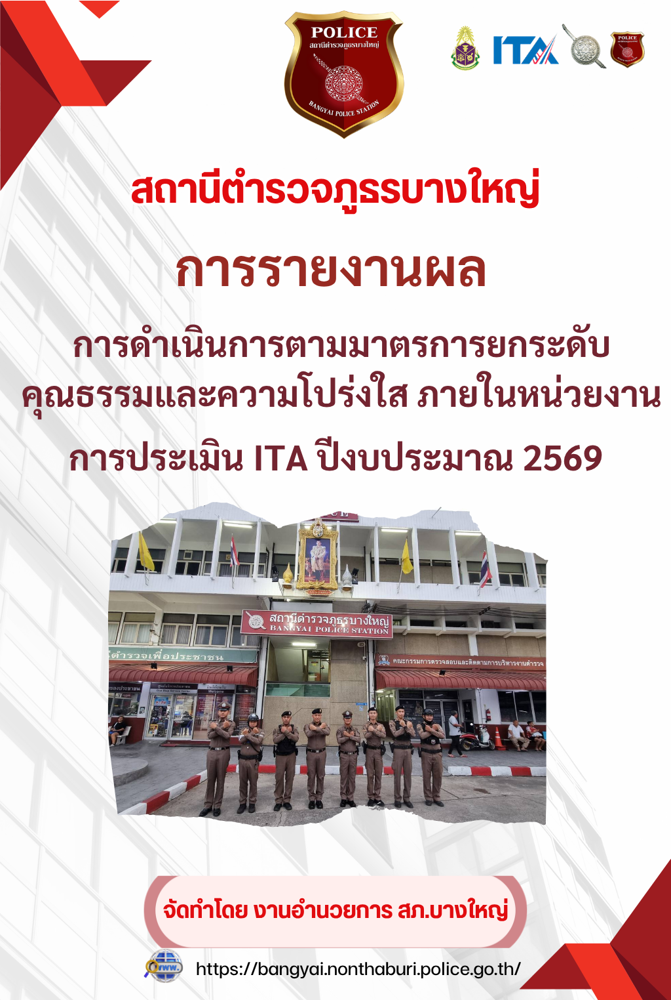 POLICE
สถานีตำรวจภูธรบางใหญ่
BANGYAI POLICE STATION
ITA
POLICE
สถานีตำรวจภูธรบางใหญ่
การรายงานผล
การดำเนินการตามมาตรการยกระดับ
คุณธรรมและความโปร่งใส ภายในหน่วยงาน
การประเมิน ITA ปีงบประมาณ 2569
สถานีตำรวจภูธรบางใหญ่
BANGYAI POLICE STATION
ตำรวจเพื่อประชาชน
คณะกรรมการตรวจสอบและติดตามการบริหารงานตำรวจ
One Stop Service
Welcome
จัดทำโดย งานอำนวยการ สภ.บางใหญ่
www.
https://bangyai.nonthaburi.police.go.th/